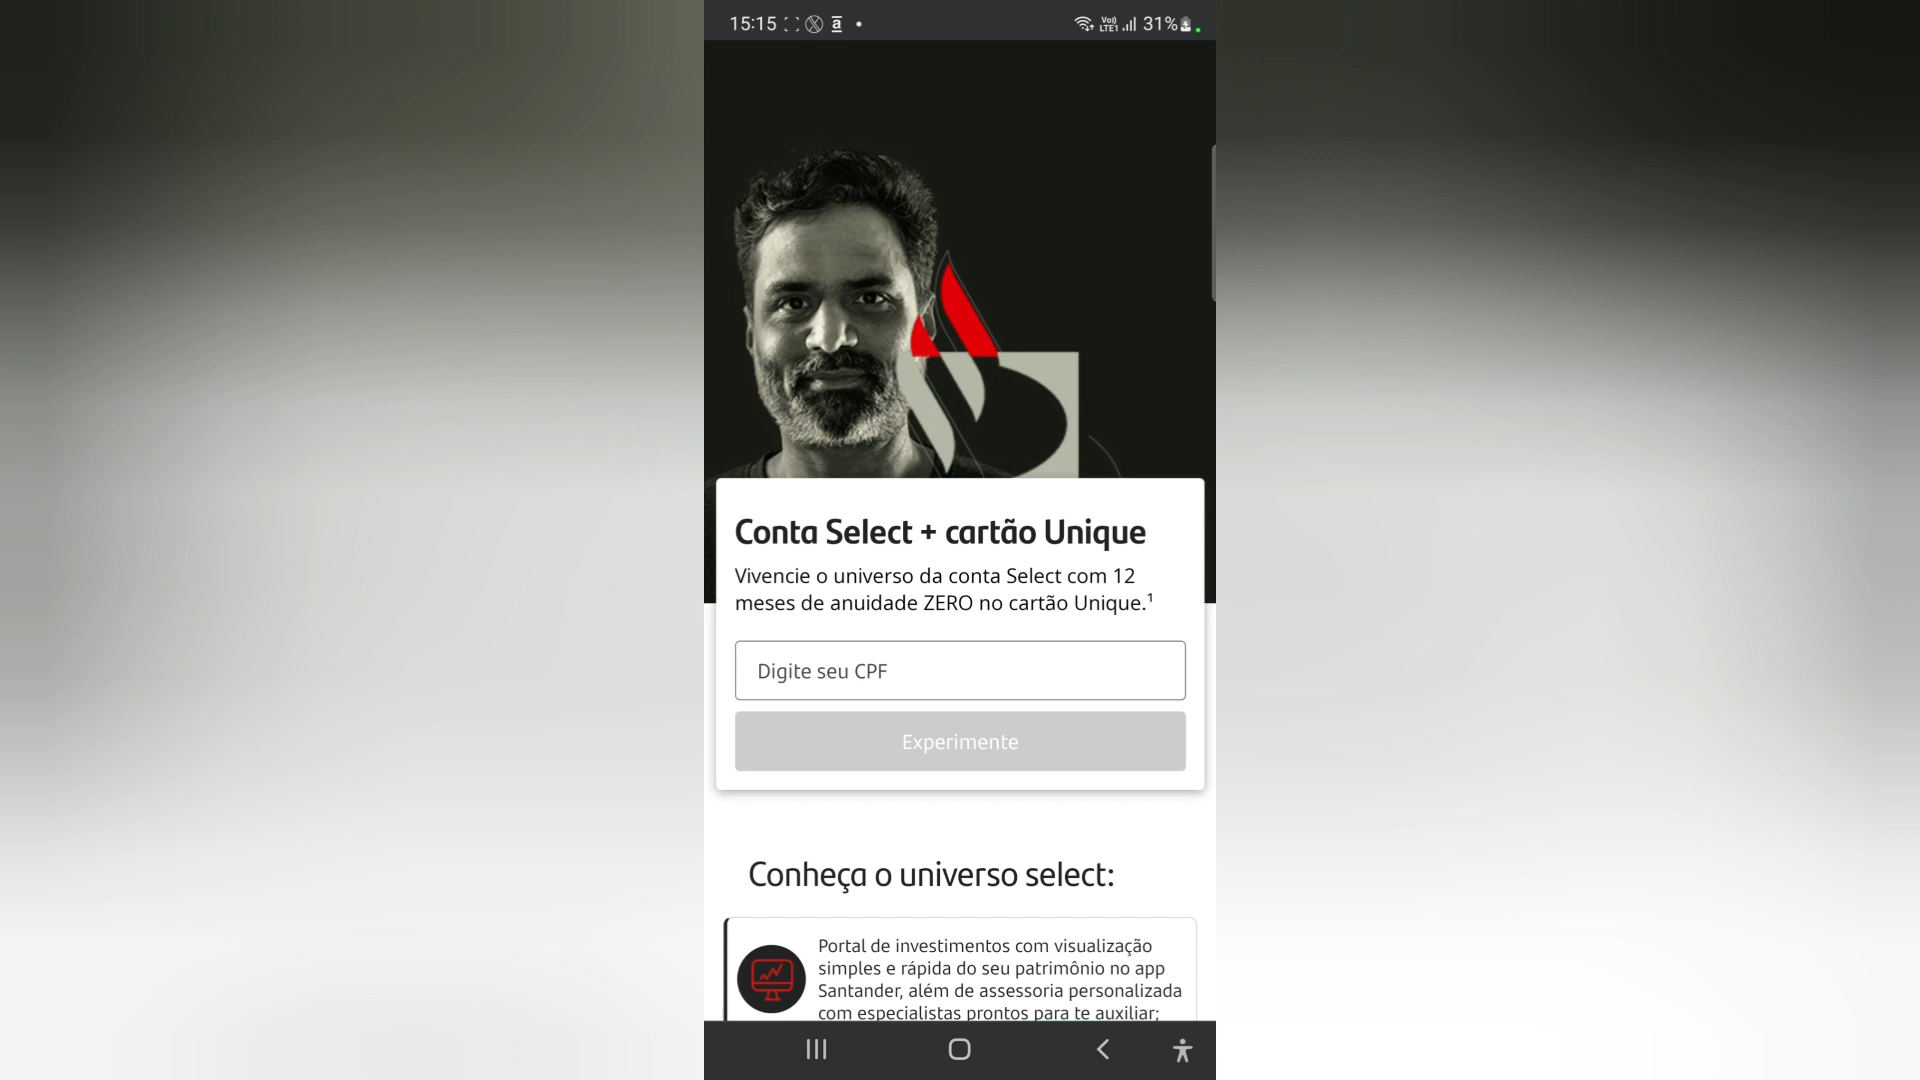 15:15
a
Vo))
LTE1
31%
Conta Select + cartão Unique
Vivencie o universo da conta Select com 12
meses de anuidade ZERO no cartão Unique.¹
Digite seu CPF
Experimente
Conheça o universo select:
Portal de investimentos com visualização
simples e rápida do seu patrimônio no app
Santander, além de assessoria personalizada
com especialistas prontos para te auxiliar;